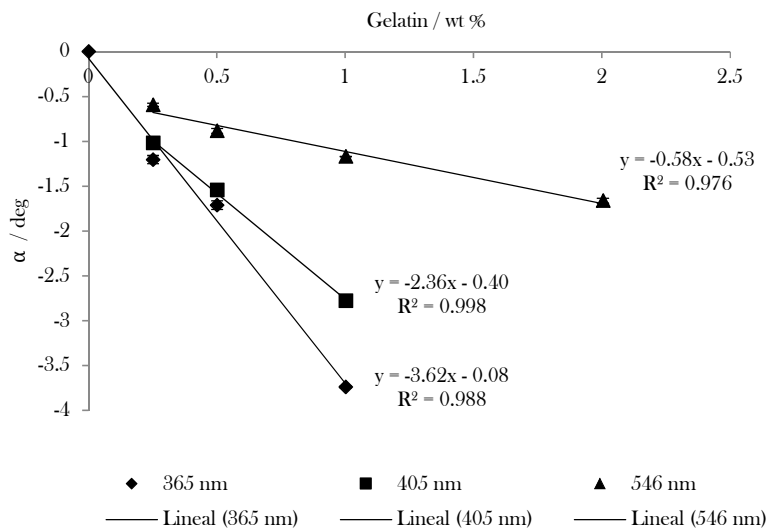 Gelatin / wt %
0
0 0.5 1 1.5 2 2.5
-0.5
-1
-1.5
-2
-2.5
-3
-3.5
-4
α / deg
y = -0.58x - 0.53
R² = 0.976
y = -2.36x - 0.40
R² = 0.998
y = -3.62x - 0.08
R² = 0.988
365 nm 405 nm 546 nm
Lineal (365 nm) Lineal (405 nm) Lineal (546 nm)